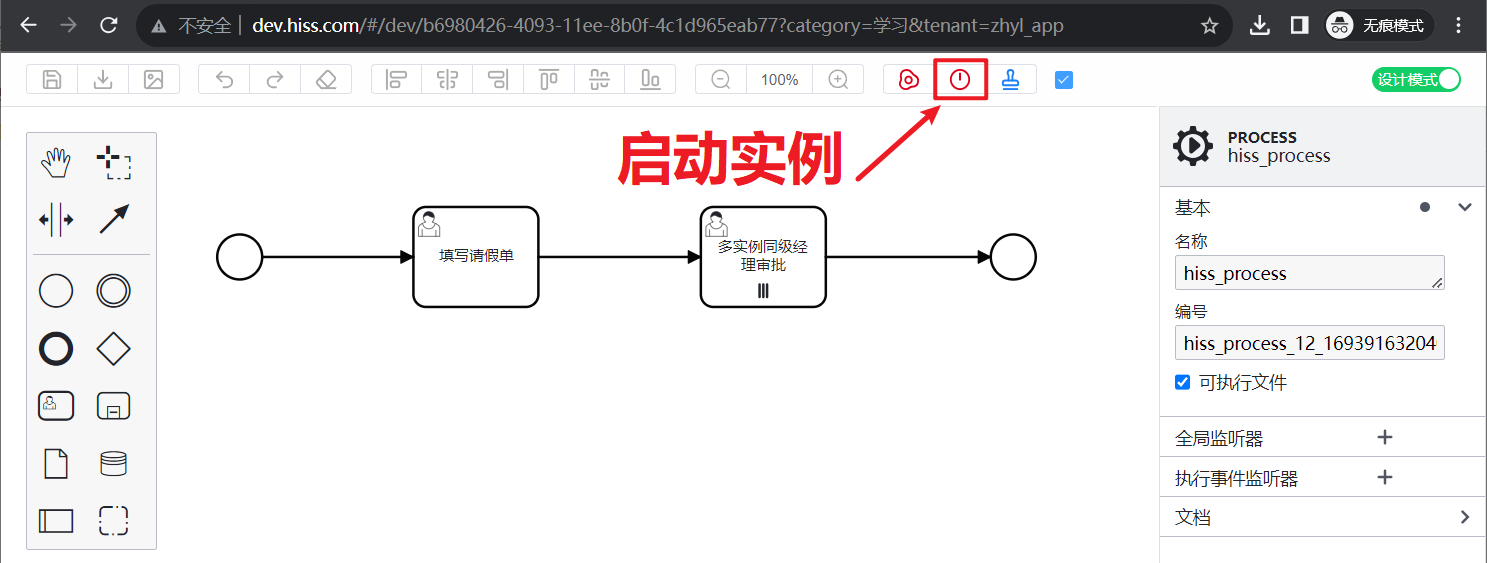 不安全
dev.hiss.com/#/dev/b6980426-4093-11ee-8b0f-4c1d965eab77?category=学习&tenant=zhyl_app
无痕模式
100%
设计模式
启动实例
PROCESS
hiss_process
填写请假单
多实例同级经
理审批
基本
名称
hiss_process
编号
hiss_process_12_16939163204
可执行文件
全局监听器
执行事件监听器
文档